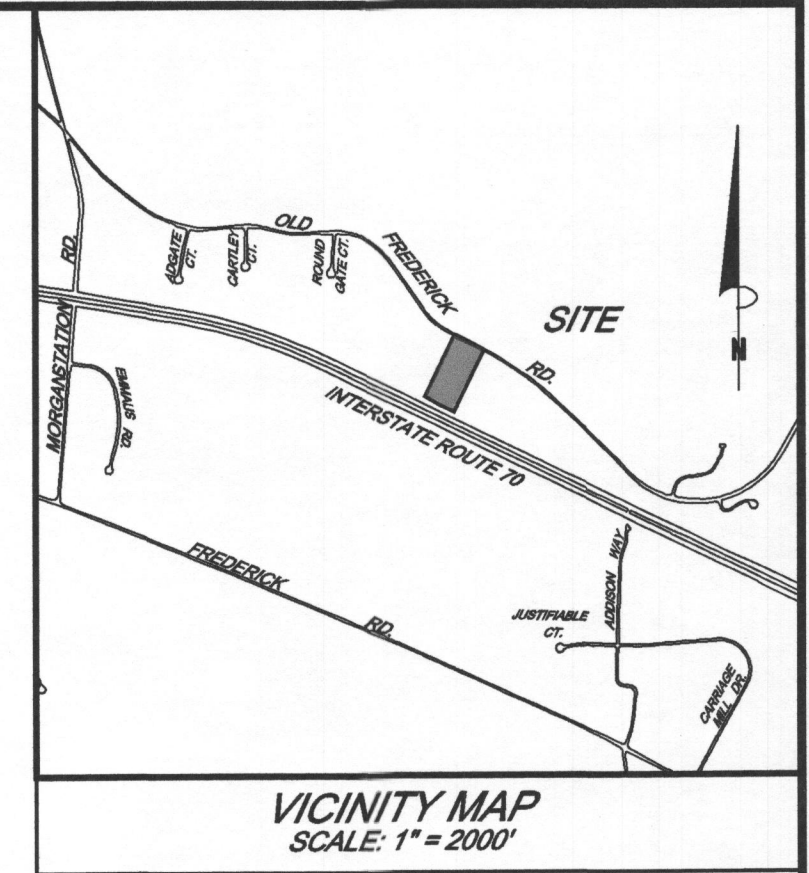 OLD
FREDERICK
RD.
ADGATE
CT.
CARTLEY
CT.
ROUND
GATE CT.
SITE
N
RD.
MORGANSTATION
EMMAUS RD.
INTERSTATE ROUTE 70
FREDERICK
RD.
ADDISON WAY
JUSTIFIABLE
CT.
CARRIAGE
MILL DR.
VICINITY MAP
SCALE: 1" = 2000'